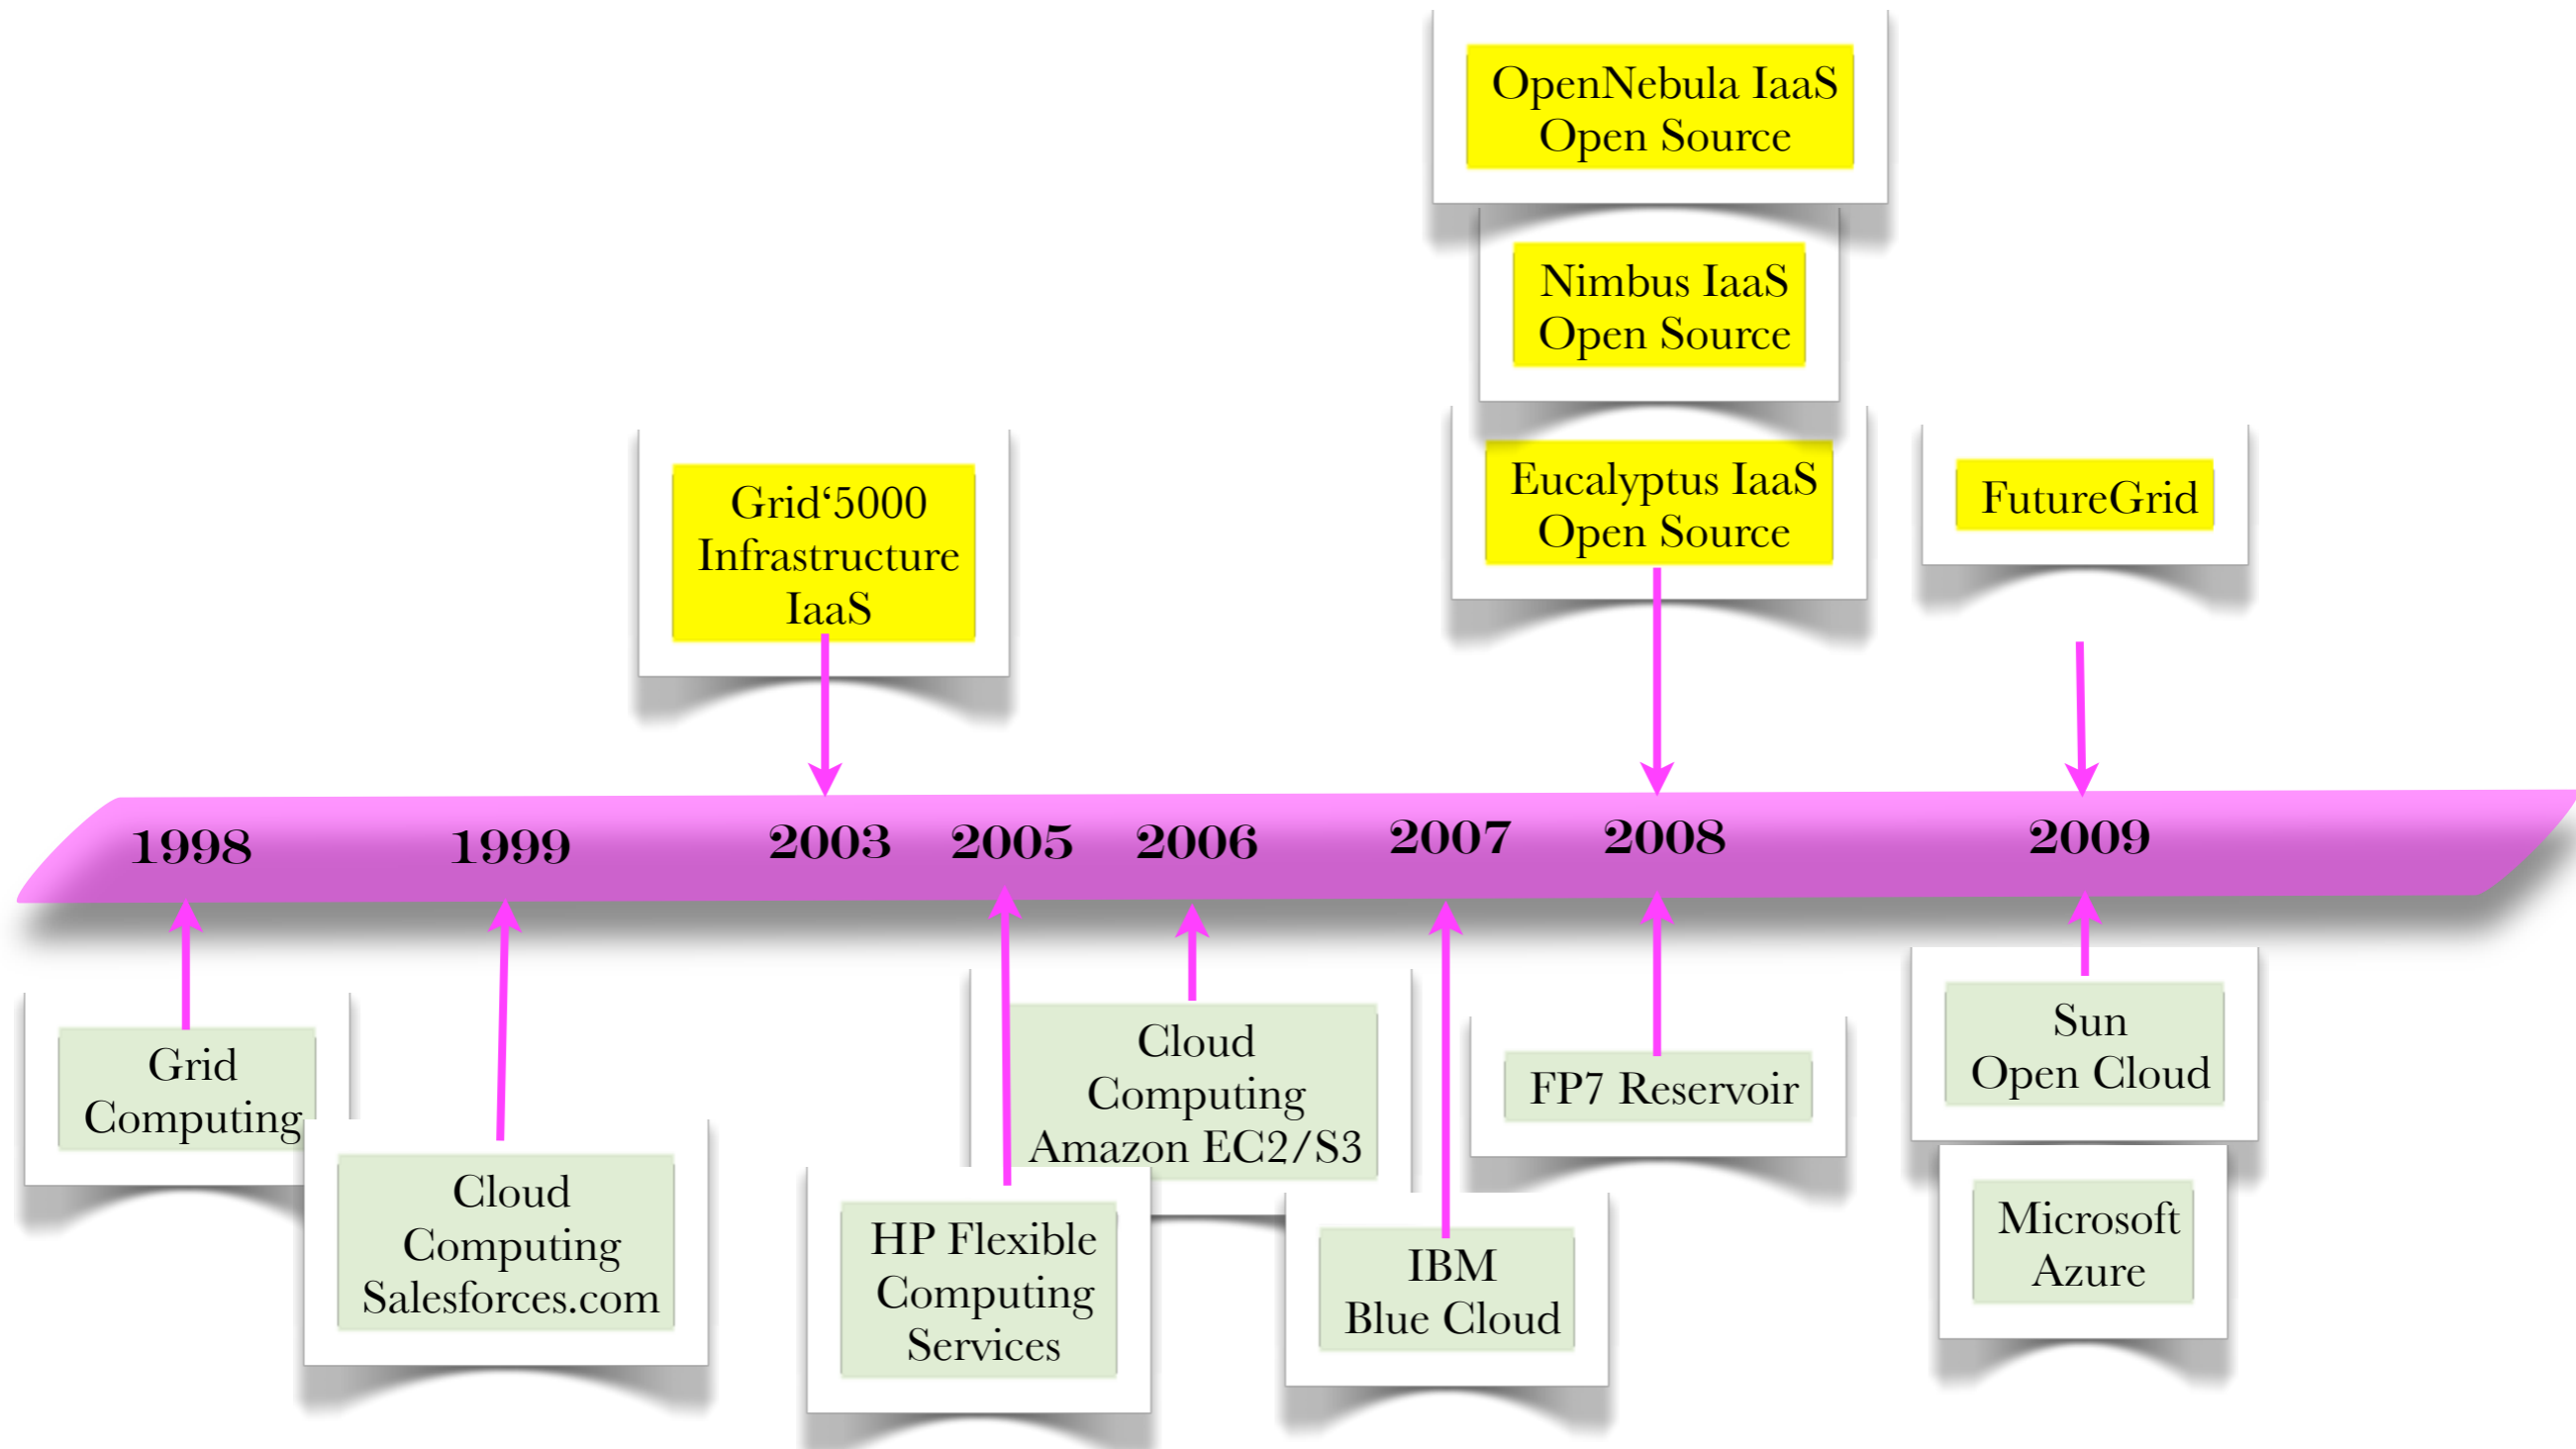 OpenNebula IaaS
Open Source
Nimbus IaaS
Open Source
Eucalyptus IaaS
Open Source
Grid‘5000
Infrastructure
IaaS
FutureGrid
1998 1999 2003 2005 2006 2007 2008 2009
Grid
Computing
Cloud
Computing
Salesforces.com
HP Flexible
Computing
Services
Cloud
Computing
Amazon EC2/S3
IBM
Blue Cloud
FP7 Reservoir
Sun
Open Cloud
Microsoft
Azure